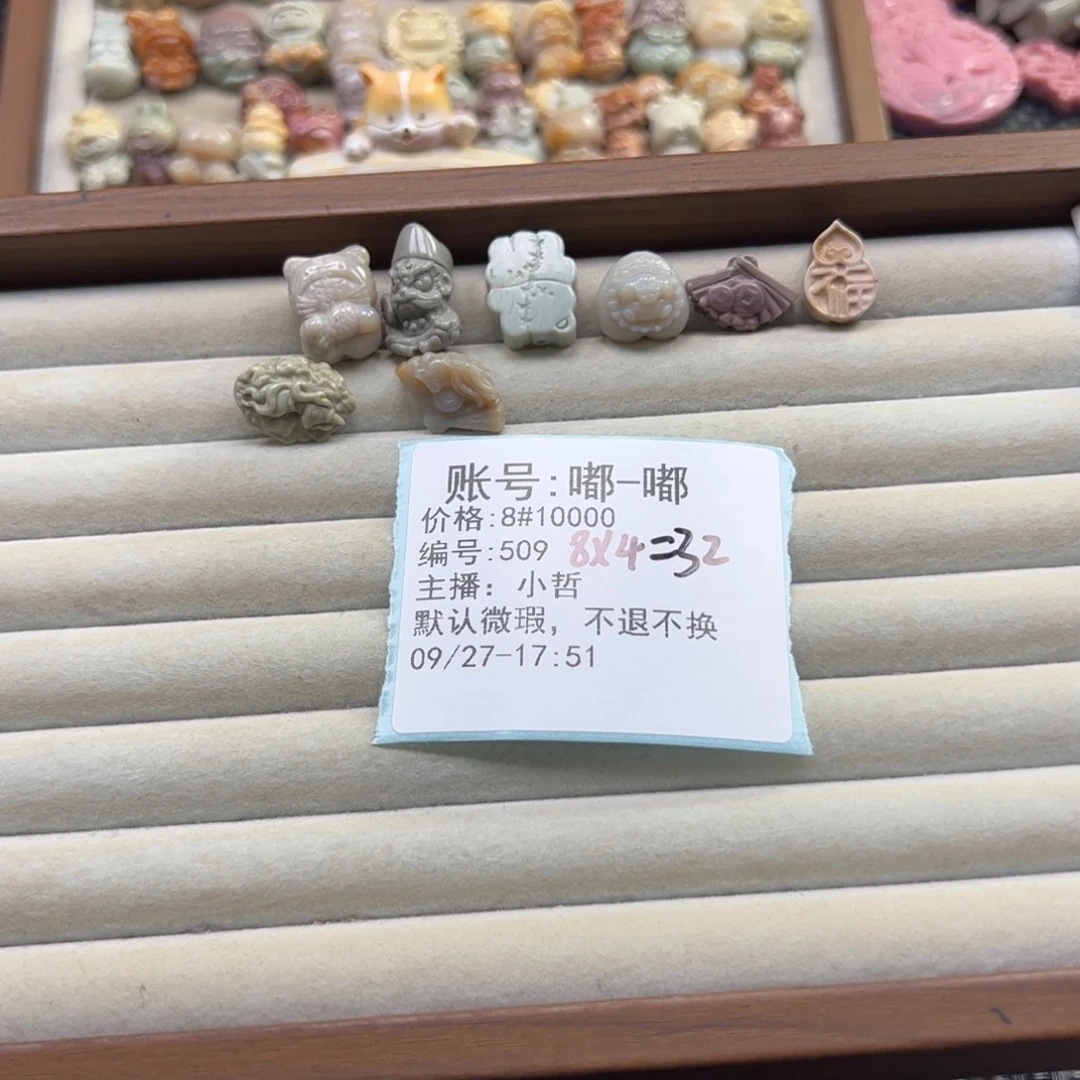 福
账号:嘟-嘟
价格:8#10000
编号:509 8X4=32
主播: 小哲
默认微瑕, 不退不换
09/27-17:51